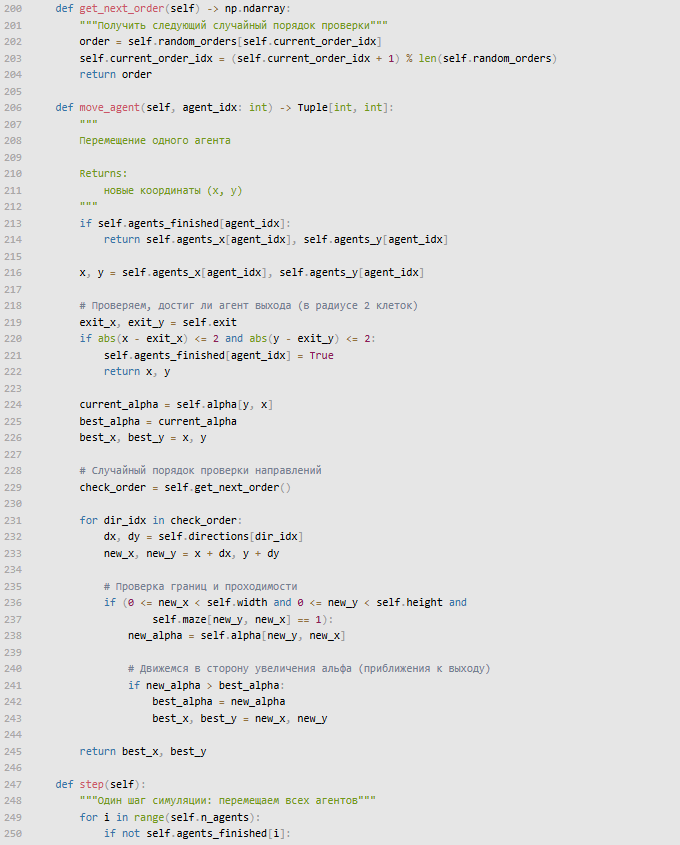 200 def get_next_order(self) -> np.ndarray:
201 """Получить следующий случайный порядок проверки"""
202 order = self.random_orders[self.current_order_idx]
203 self.current_order_idx = (self.current_order_idx + 1) % len(self.random_orders)
204 return order
205
206 def move_agent(self, agent_idx: int) -> Tuple[int, int]:
207 """
208 Перемещение одного агента
209
210 Returns:
211 новые координаты (x, y)
212 """
213 if self.agents_finished[agent_idx]:
214 return self.agents_x[agent_idx], self.agents_y[agent_idx]
215
216 x, y = self.agents_x[agent_idx], self.agents_y[agent_idx]
217
218 # Проверяем, достиг ли агент выхода (в радиусе 2 клеток)
219 exit_x, exit_y = self.exit
220 if abs(x - exit_x) <= 2 and abs(y - exit_y) <= 2:
221 self.agents_finished[agent_idx] = True
222 return x, y
223
224 current_alpha = self.alpha[y, x]
225 best_alpha = current_alpha
226 best_x, best_y = x, y
227
228 # Случайный порядок проверки направлений
229 check_order = self.get_next_order()
230
231 for dir_idx in check_order:
232 dx, dy = self.directions[dir_idx]
233 new_x, new_y = x + dx, y + dy
234
235 # Проверка границ и проходимости
236 if (0 <= new_x < self.width and 0 <= new_y < self.height and
237 self.maze[new_y, new_x] == 1):
238 new_alpha = self.alpha[new_y, new_x]
239
240 # Движемся в сторону увеличения альфа (приближения к выходу)
241 if new_alpha > best_alpha:
242 best_alpha = new_alpha
243 best_x, best_y = new_x, new_y
244
245 return best_x, best_y
246
247 def step(self):
248 """Один шаг симуляции: перемещаем всех агентов"""
249 for i in range(self.n_agents):
250 if not self.agents_finished[i]: